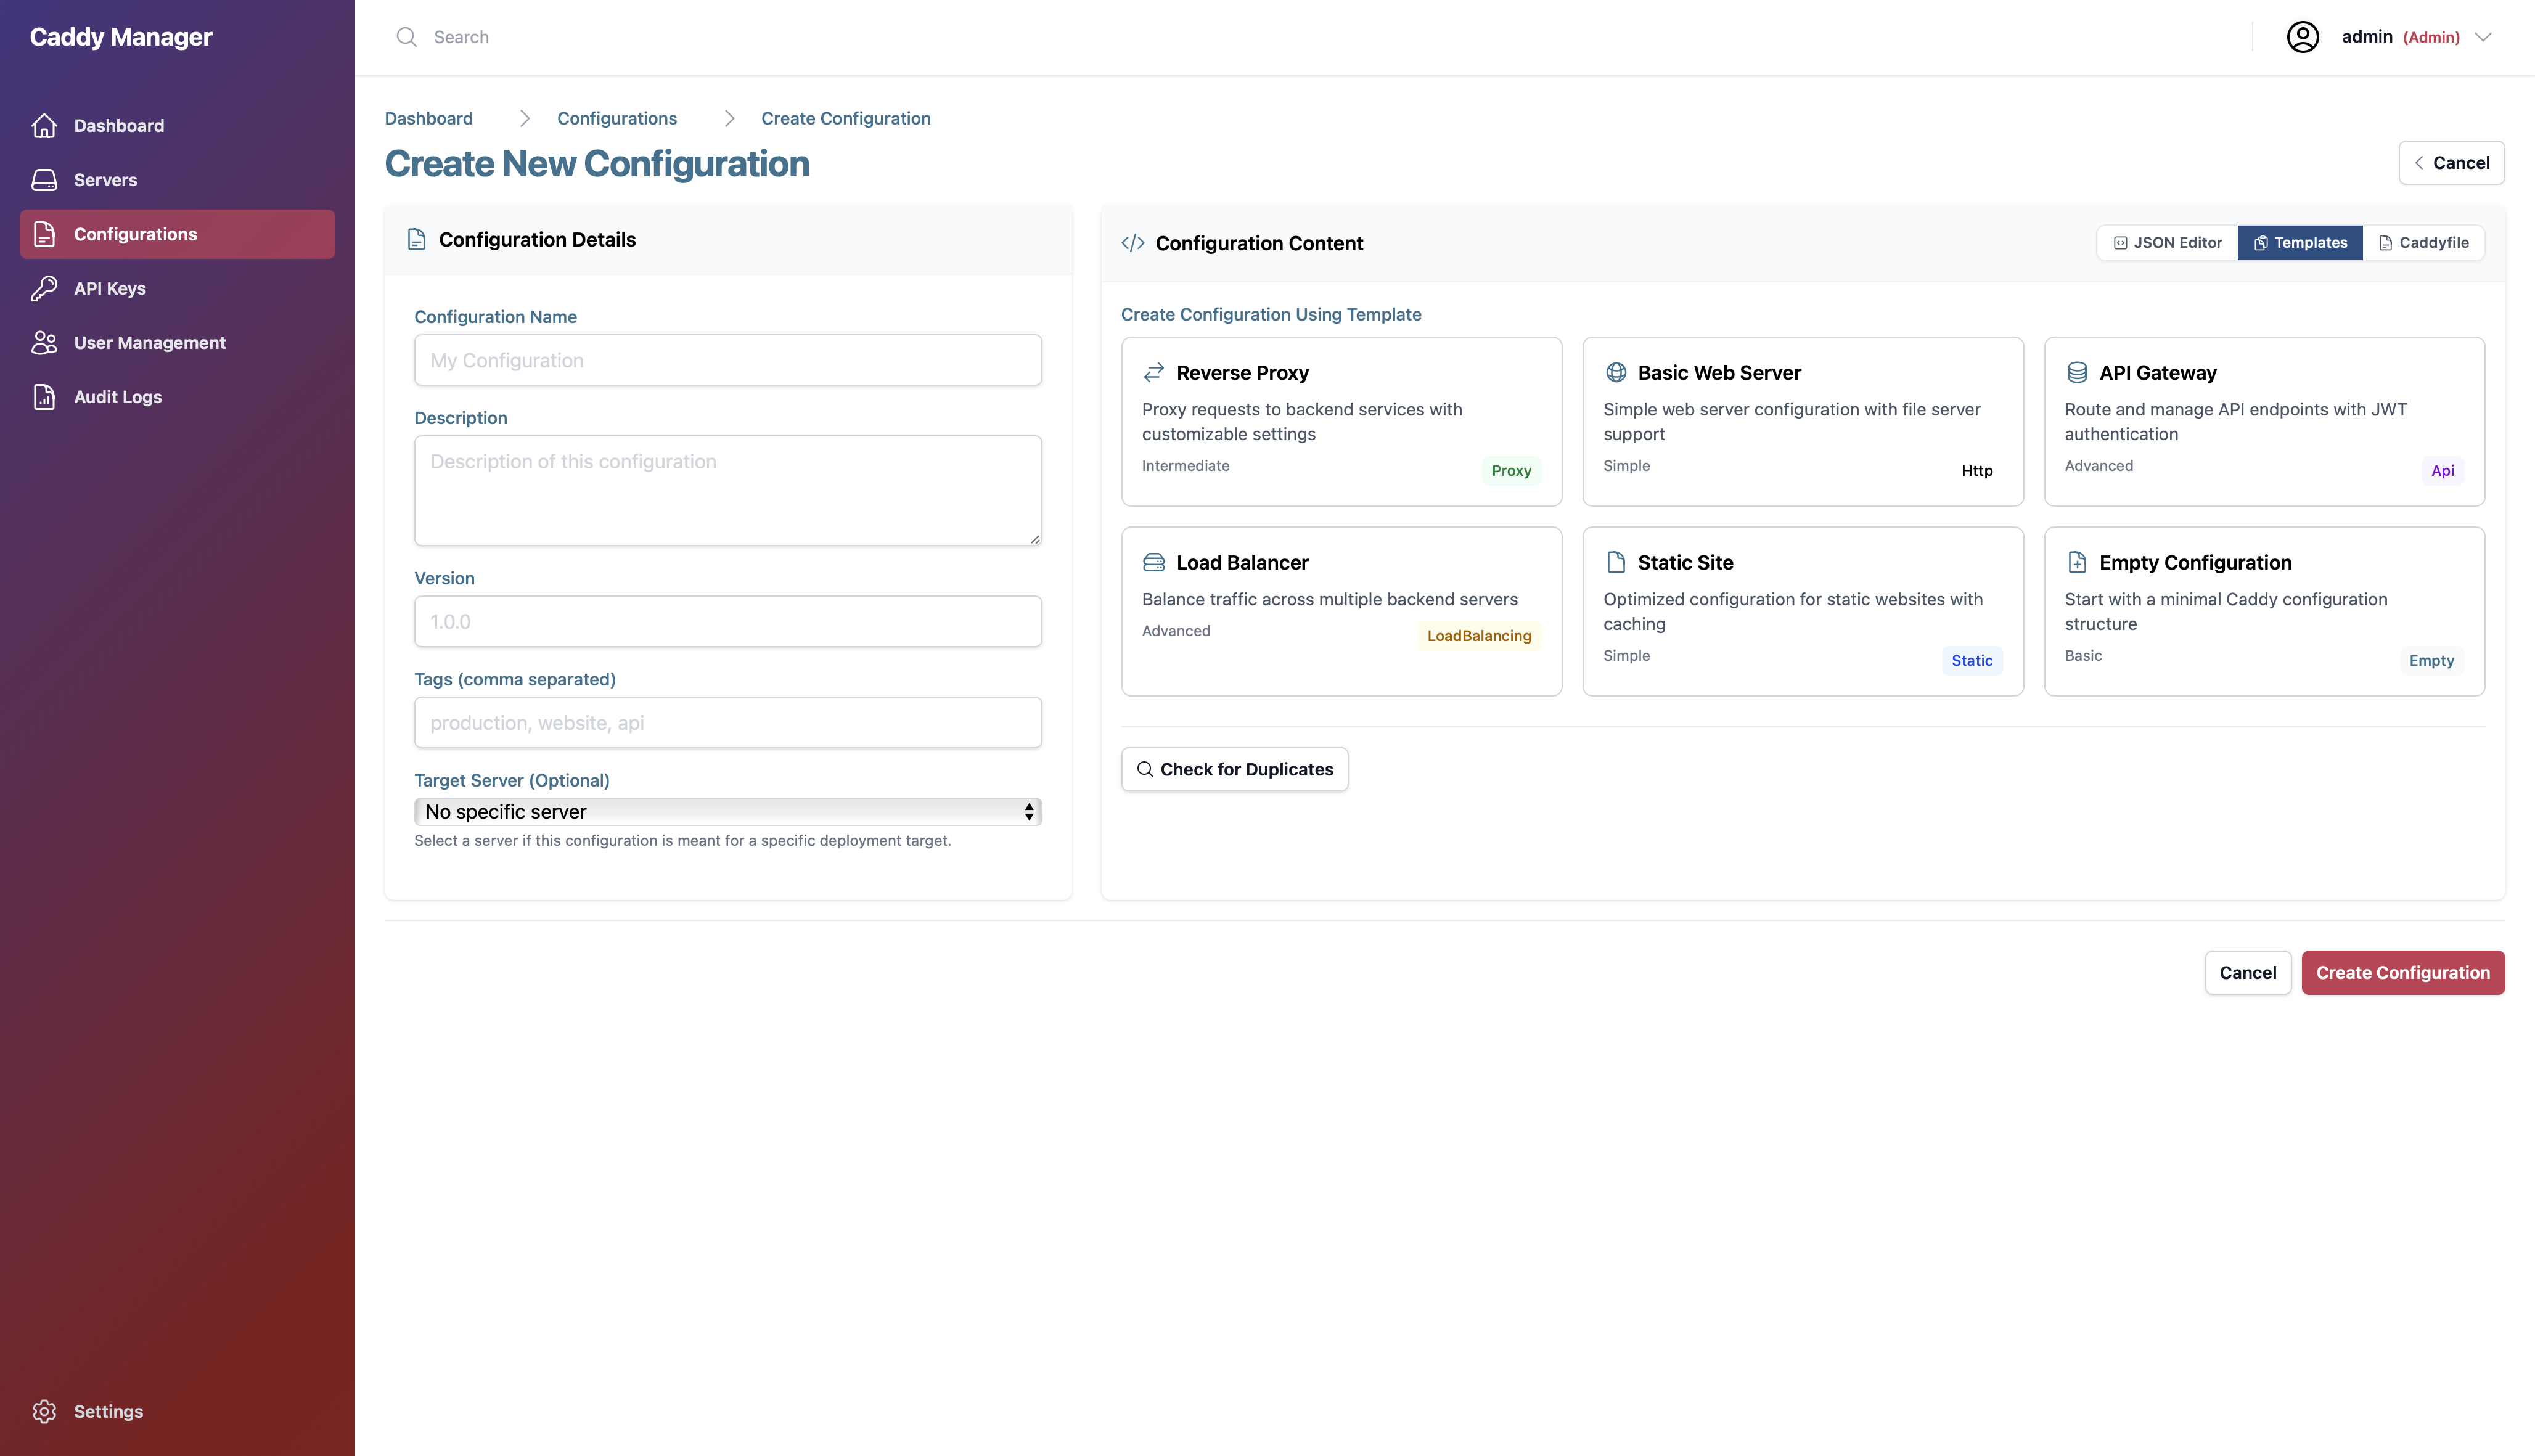 Caddy Manager
Search
admin (Admin)
Dashboard
Servers
Configurations
API Keys
User Management
Audit Logs
Settings
Dashboard > Configurations > Create Configuration
Create New Configuration
Cancel
Configuration Details
Configuration Name
My Configuration
Description
Description of this configuration
Version
1.0.0
Tags (comma separated)
production, website, api
Target Server (Optional)
No specific server
Select a server if this configuration is meant for a specific deployment target.
Configuration Content
JSON Editor
Templates
Caddyfile
Create Configuration Using Template
Reverse Proxy
Proxy requests to backend services with
customizable settings
Intermediate
Proxy
Basic Web Server
Simple web server configuration with file server
support
Simple
Http
API Gateway
Route and manage API endpoints with JWT
authentication
Advanced
Api
Load Balancer
Balance traffic across multiple backend servers
Advanced
LoadBalancing
Static Site
Optimized configuration for static websites with
caching
Simple
Static
Empty Configuration
Start with a minimal Caddy configuration
structure
Basic
Empty
Check for Duplicates
Cancel
Create Configuration